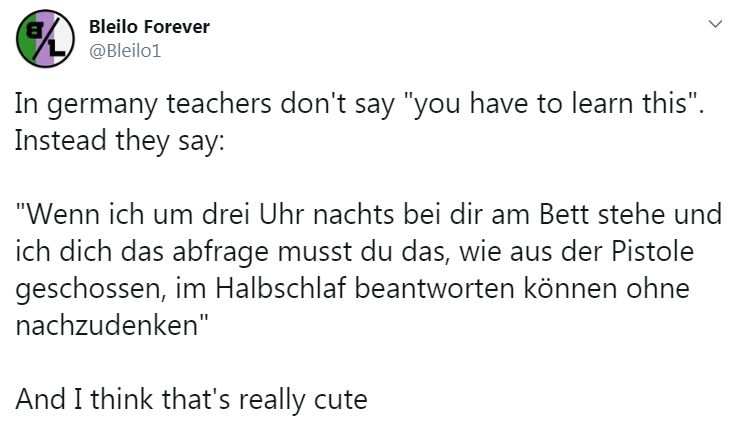 B/L
Bleilo Forever
@Bleilo1
In germany teachers don't say "you have to learn this".
Instead they say:
"Wenn ich um drei Uhr nachts bei dir am Bett stehe und
ich dich das abfrage musst du das, wie aus der Pistole
geschossen, im Halbschlaf beantworten können ohne
nachzudenken"
And I think that's really cute